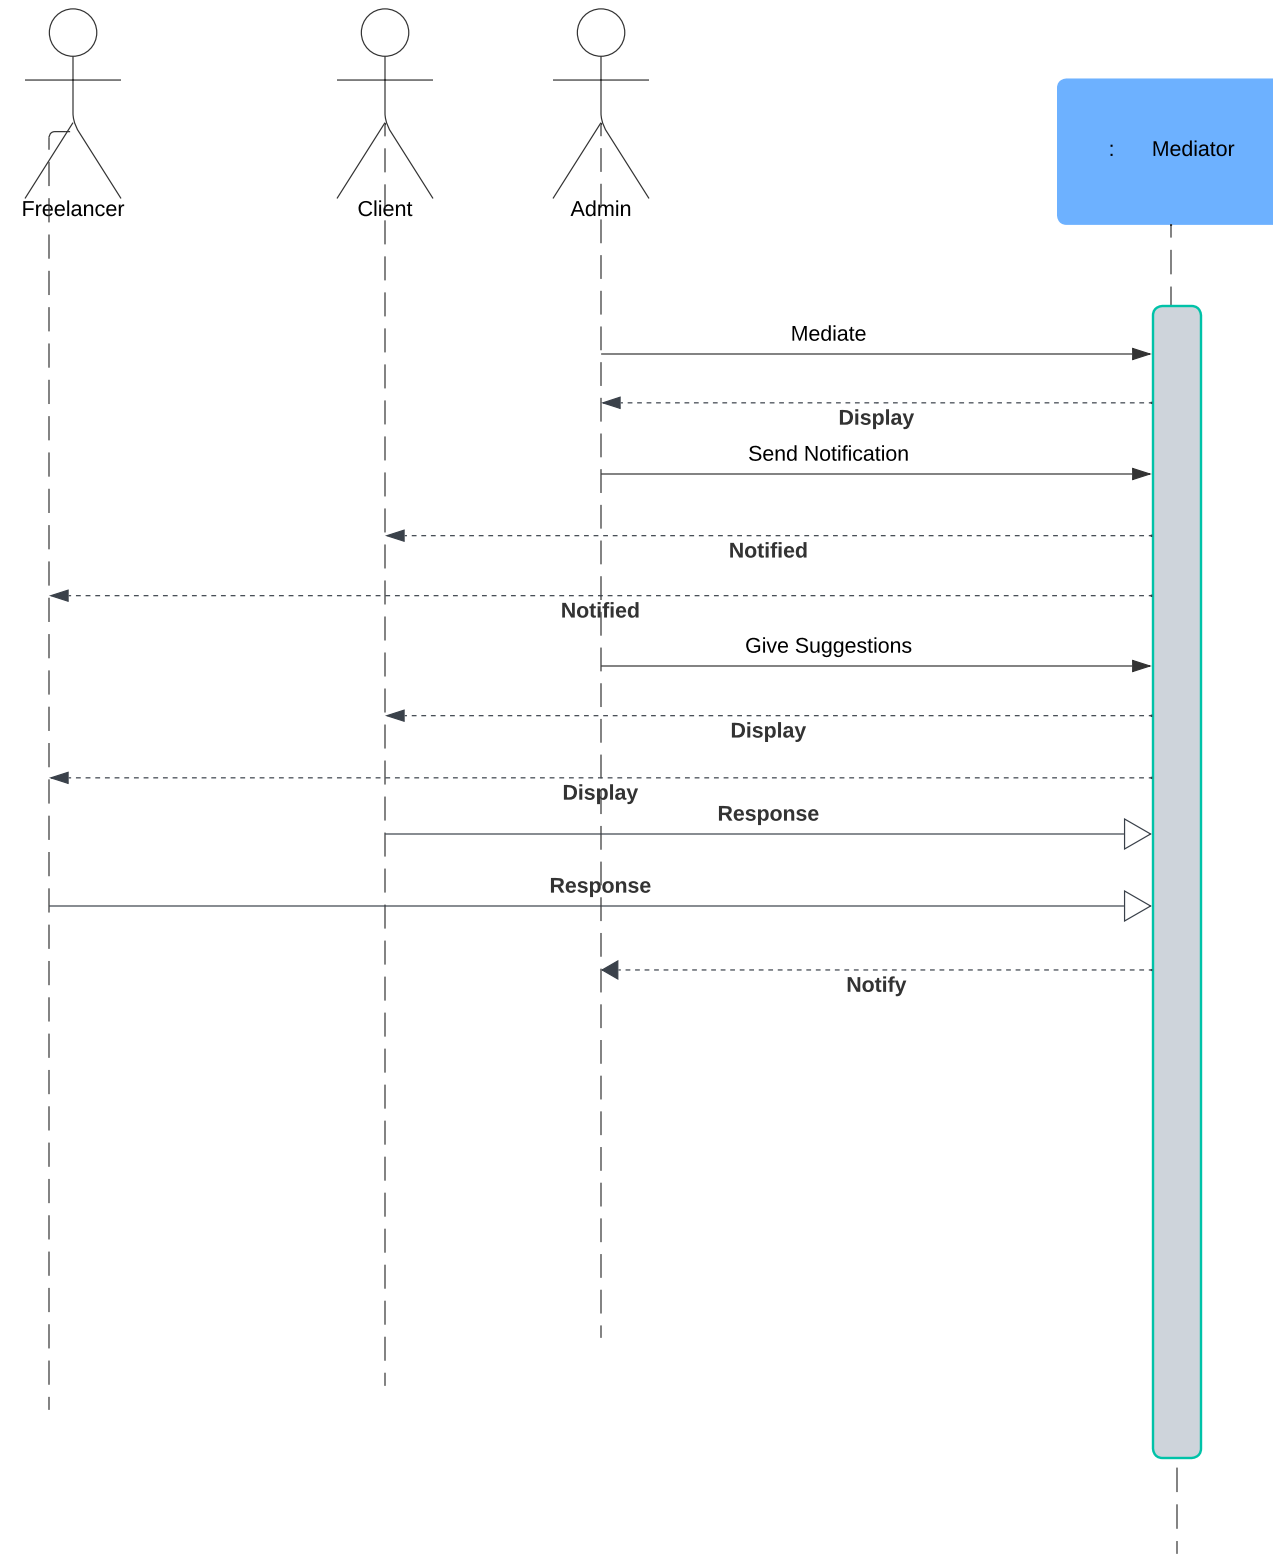 Freelancer
Client
Admin
: Mediator
Mediate
Display
Send Notification
Notified
Notified
Give Suggestions
Display
Display
Response
Response
Notify